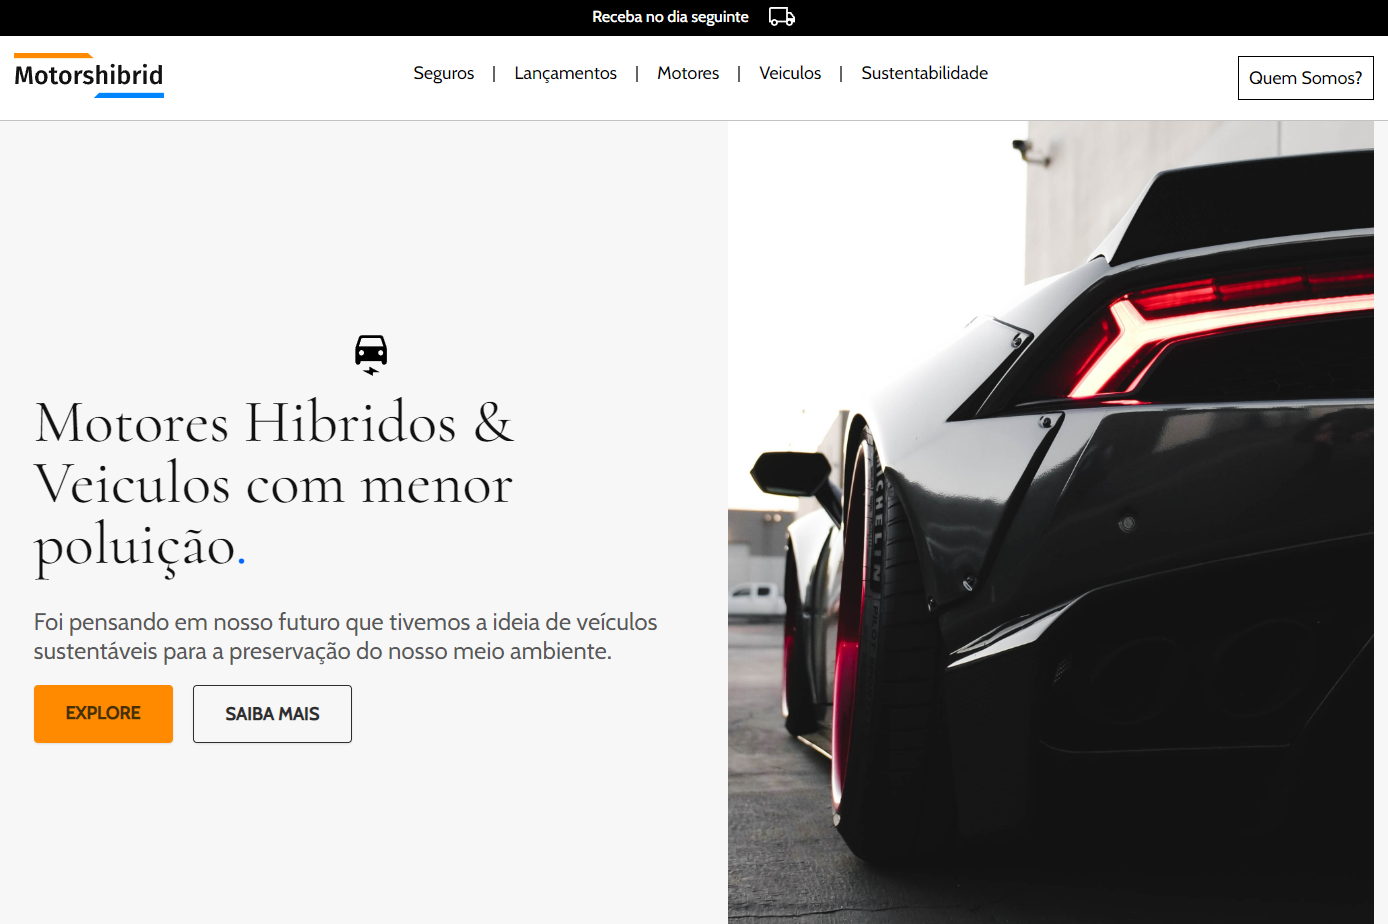 Receba no dia seguinte
Motorshibrid
Seguros | Lançamentos | Motores | Veiculos | Sustentabilidade
Quem Somos?
Motores Hibridos &
Veiculos com menor
poluição.
Foi pensando em nosso futuro que tivemos a ideia de veículos
sustentáveis para a preservação do nosso meio ambiente.
EXPLORE
SAIBA MAIS
MICHELIN
PILOT